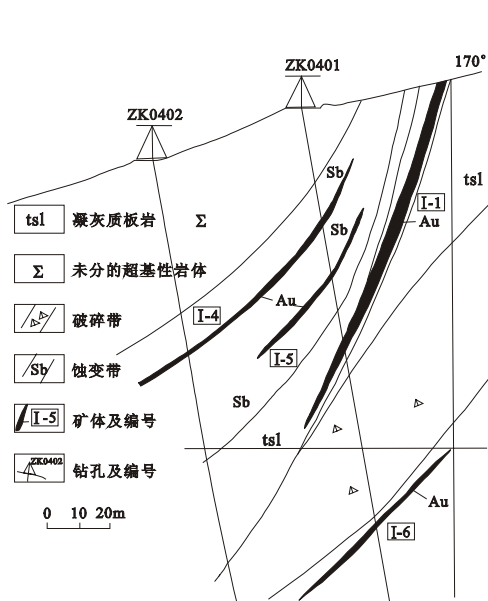 170°
ZK0401
ZK0402
Sb
tsl
I-1
tsl 凝灰质板岩
Σ
Au
Sb
Σ 未分的超基性岩体
Au
I-4
破碎带
I-5
Sb 蚀变带
Sb
I-5 矿体及编号
tsl
ZK0402 钻孔及编号
Au
0 10 20m
I-6